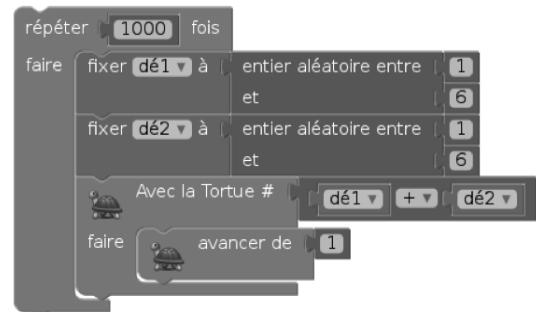 répéter 1000 fois
faire fixer dé1 à entier aléatoire entre 1
et 6
fixer dé2 à entier aléatoire entre 1
et 6
Avec la Tortue # dé1 + dé2
faire avancer de 1